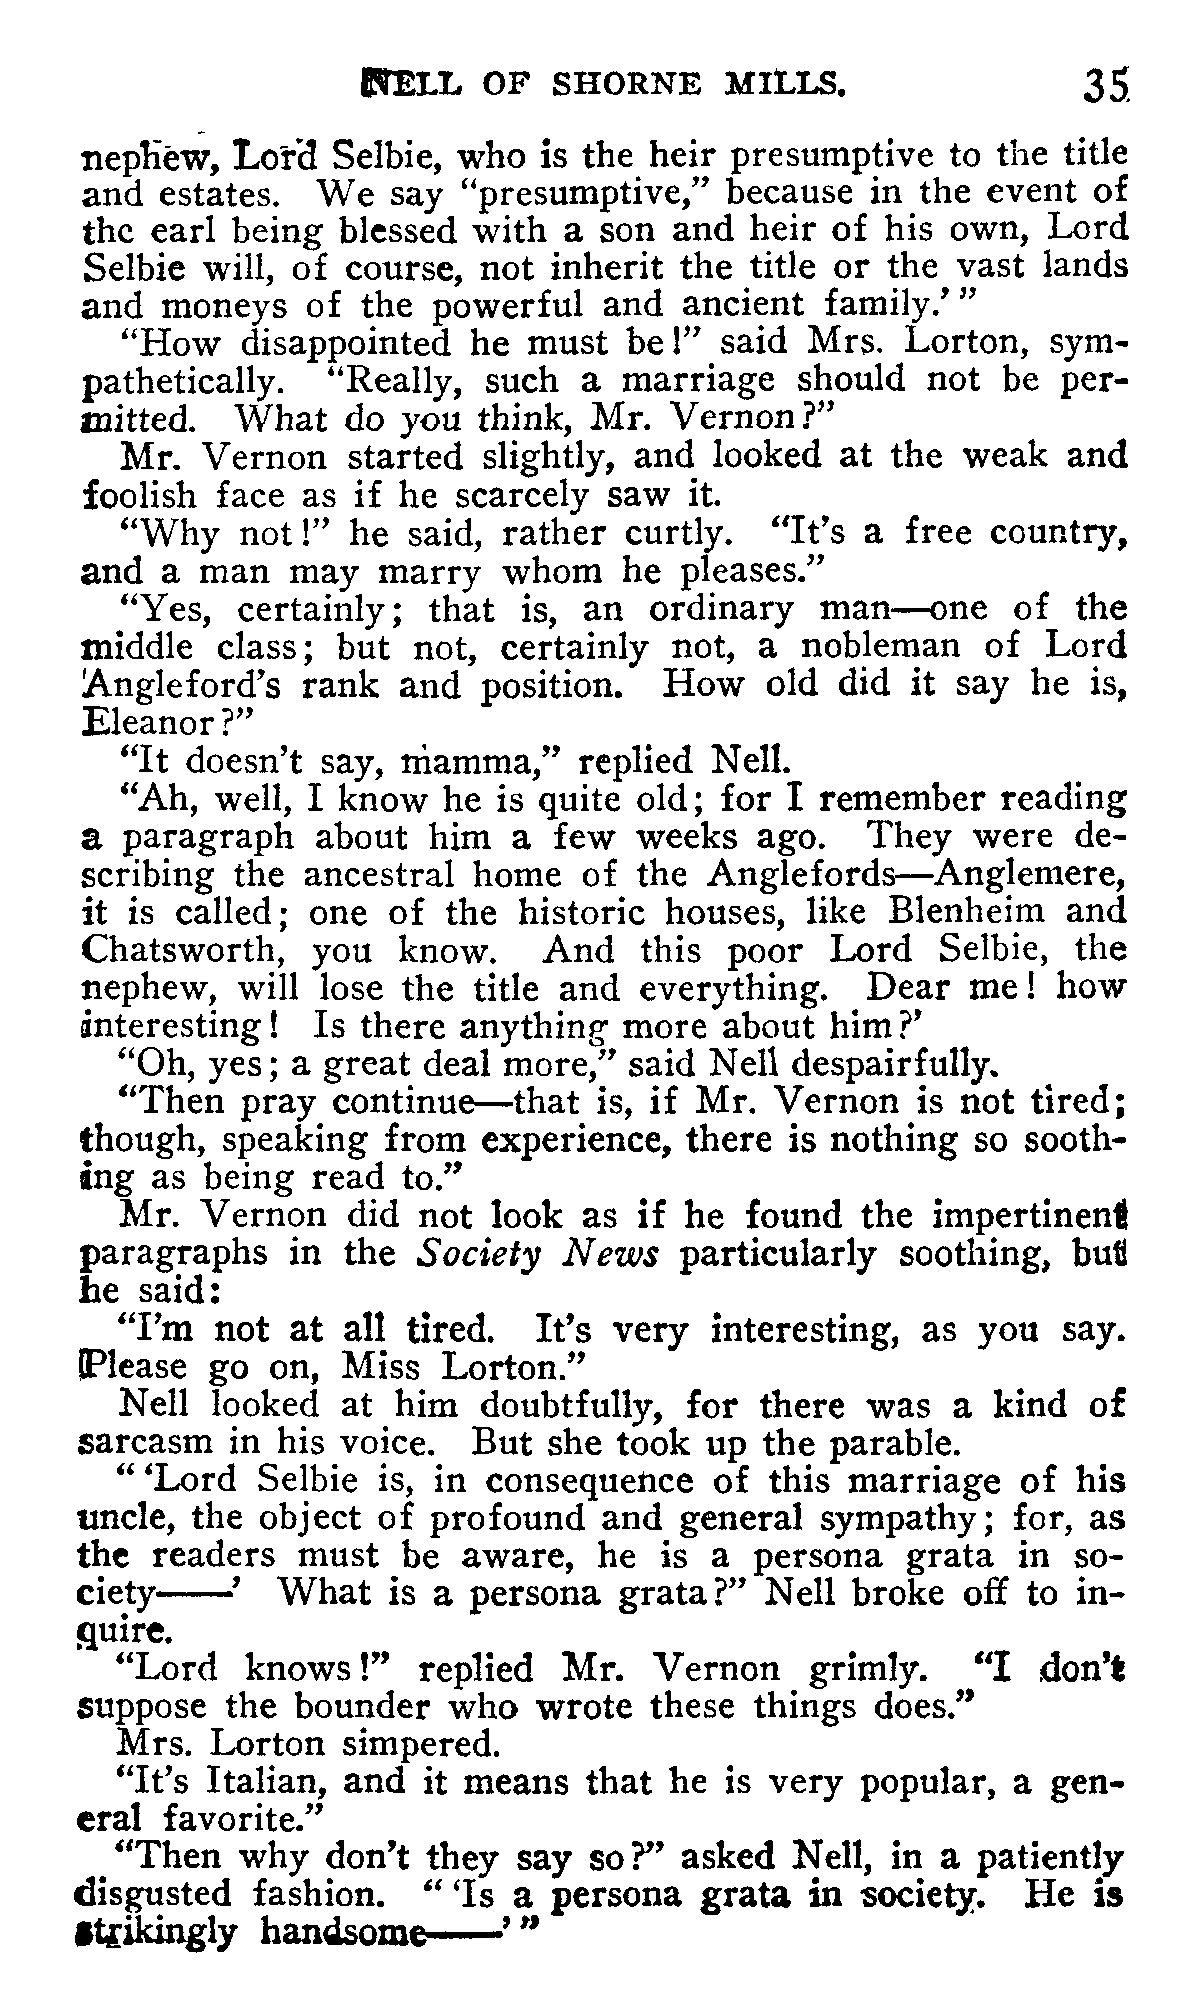 NELL OF SHORNE MILLS. 35
nephew, Lord Selbie, who is the heir presumptive to the title
and estates. We say “presumptive,” because in the event of
the earl being blessed with a son and heir of his own, Lord
Selbie will, of course, not inherit the title or the vast lands
and moneys of the powerful and ancient family.’”
“How disappointed he must be!” said Mrs. Lorton, sym-
pathetically. “Really, such a marriage should not be per-
mitted. What do you think, Mr. Vernon?”
Mr. Vernon started slightly, and looked at the weak and
foolish face as if he scarcely saw it.
“Why not!” he said, rather curtly. “It’s a free country,
and a man may marry whom he pleases.”
“Yes, certainly; that is, an ordinary man—one of the
middle class; but not, certainly not, a nobleman of Lord
Angleford’s rank and position. How old did it say he is,
Eleanor?”
“It doesn’t say, mamma,” replied Nell.
“Ah, well, I know he is quite old; for I remember reading
a paragraph about him a few weeks ago. They were de-
scribing the ancestral home of the Anglefords—Anglemere,
it is called; one of the historic houses, like Blenheim and
Chatsworth, you know. And this poor Lord Selbie, the
nephew, will lose the title and everything. Dear me! how
interesting! Is there anything more about him?’
“Oh, yes; a great deal more,” said Nell despairfully.
“Then pray continue—that is, if Mr. Vernon is not tired;
though, speaking from experience, there is nothing so sooth-
ing as being read to.”
Mr. Vernon did not look as if he found the impertinent
paragraphs in the Society News particularly soothing, but
he said:
“I’m not at all tired. It’s very interesting, as you say.
Please go on, Miss Lorton.”
Nell looked at him doubtfully, for there was a kind of
sarcasm in his voice. But she took up the parable.
“‘Lord Selbie is, in consequence of this marriage of his
uncle, the object of profound and general sympathy; for, as
the readers must be aware, he is a persona grata in so-
ciety——’ What is a persona grata?” Nell broke off to in-
quire.
“Lord knows!” replied Mr. Vernon grimly. “I don’t
suppose the bounder who wrote these things does.”
Mrs. Lorton simpered.
“It’s Italian, and it means that he is very popular, a gen-
eral favorite.”
“Then why don’t they say so?” asked Nell, in a patiently
disgusted fashion. “‘Is a persona grata in society. He is
strikingly handsome——’”